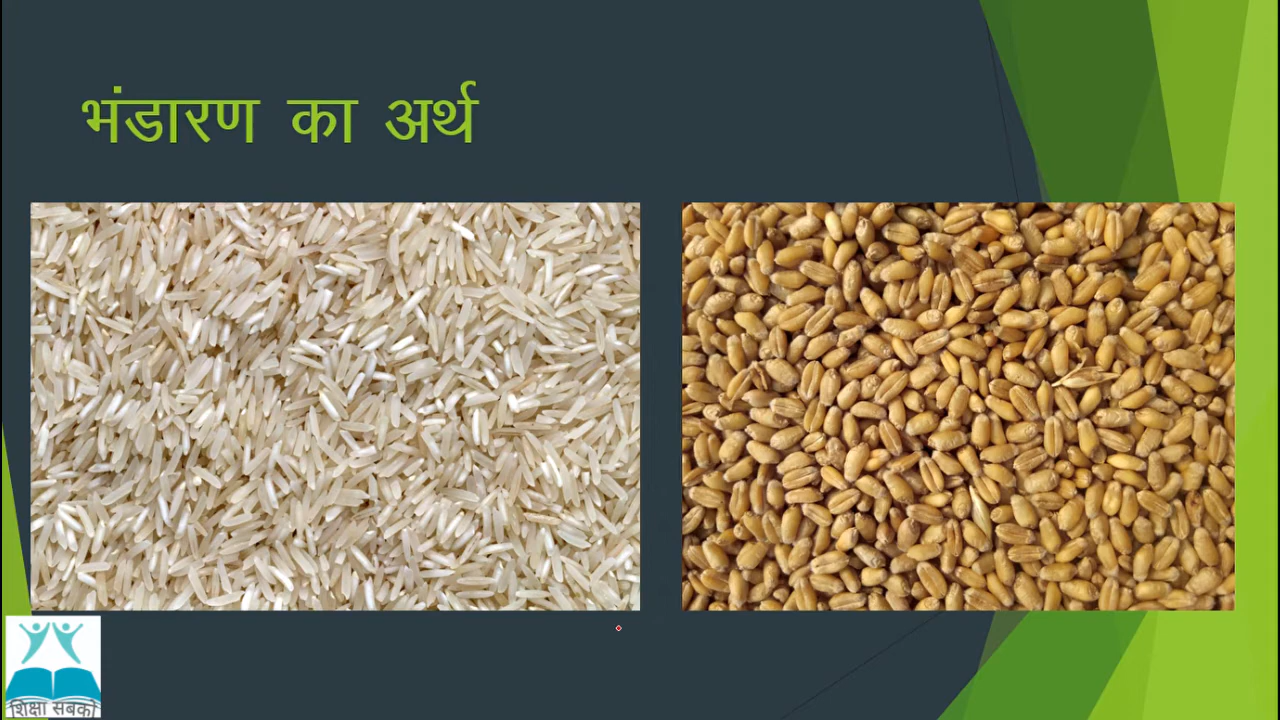 भंडारण का अर्थ
शिक्षा सबको